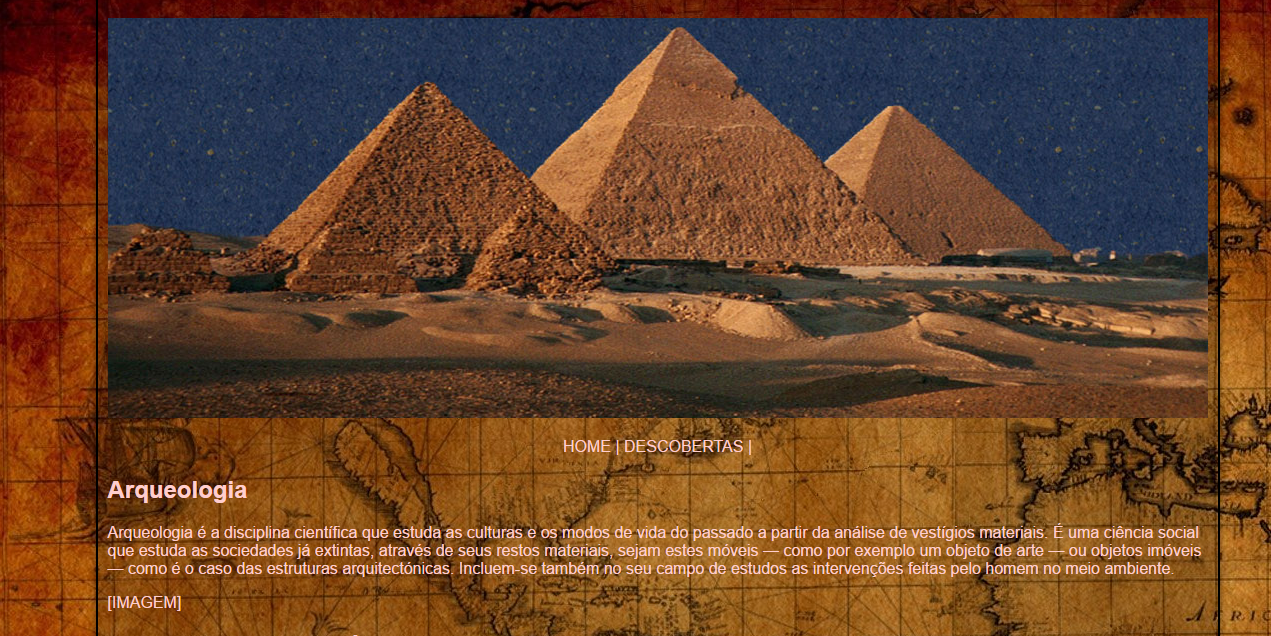 HOME | DESCOBERTAS |
Arqueologia
Arqueologia é a disciplina científica que estuda as culturas e os modos de vida do passado a partir da análise de vestígios materiais. É uma ciência social
que estuda as sociedades já extintas, através de seus restos materiais, sejam estes móveis — como por exemplo um objeto de arte — ou objetos imóveis
— como é o caso das estruturas arquitectónicas. Incluem-se também no seu campo de estudos as intervenções feitas pelo homem no meio ambiente.
[IMAGEM]